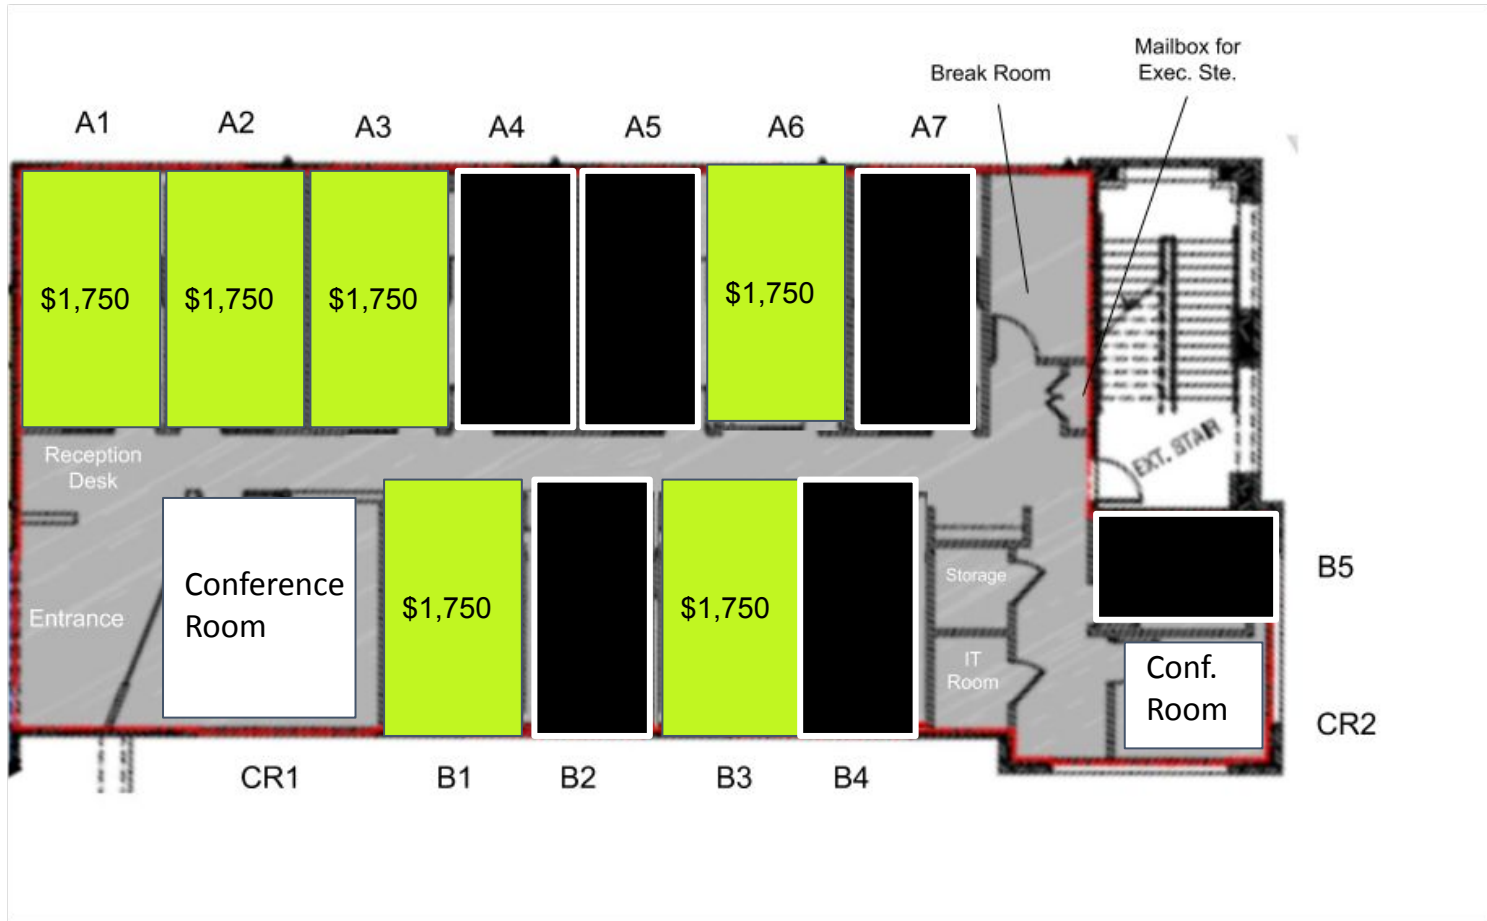 Mailbox for
Exec. Ste.
Break Room
A1 A2 A3 A4 A5 A6 A7
$1,750 $1,750 $1,750 $1,750
Reception
Desk
EXT. STAIR
Entrance
Conference
Room
$1,750 $1,750
Storage
IT
Room
B5
Conf.
Room
CR2
CR1 B1 B2 B3 B4